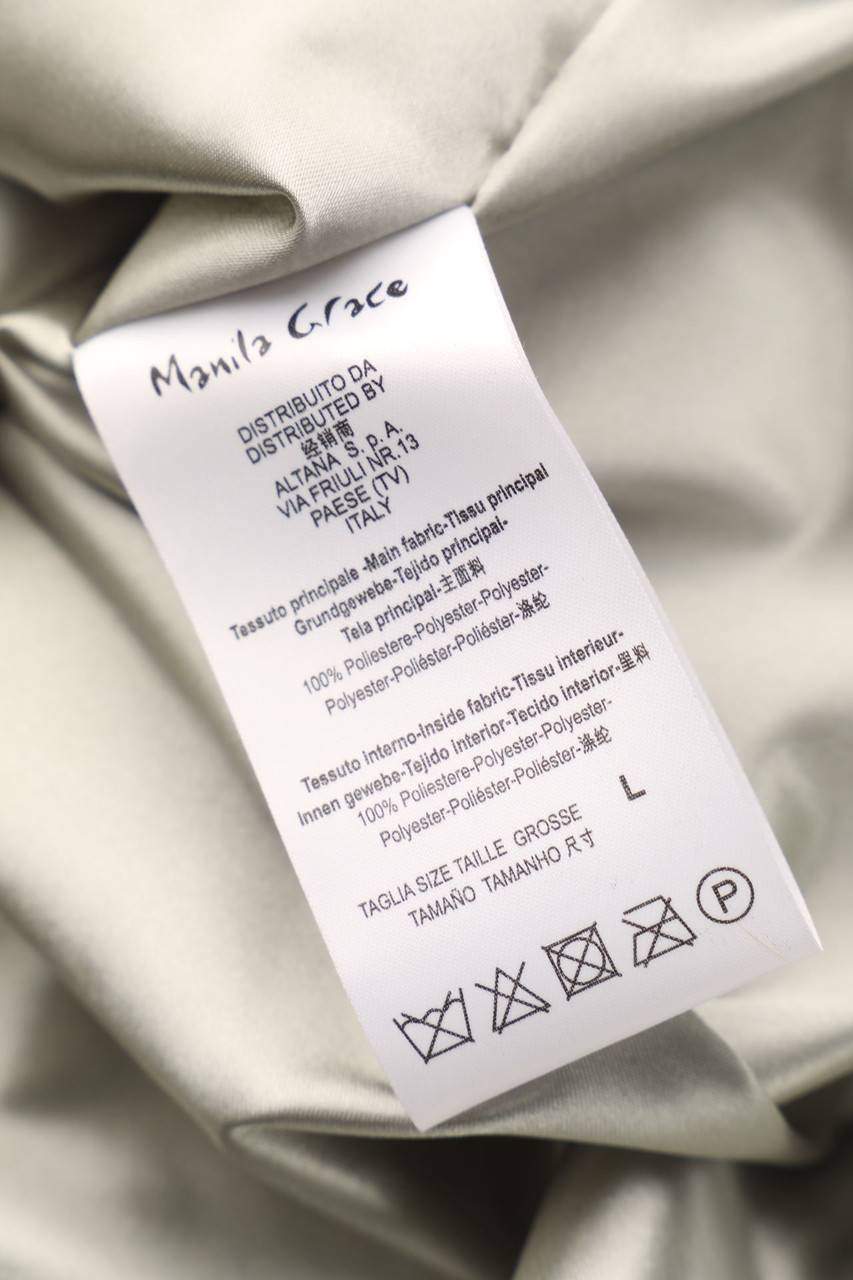 Manila Grace
DISTRIBUITO DA
DISTRIBUTED BY
经销商
ALTANA S. p. A.
VIA FRIULI NR.13
PAESE (TV)
ITALY
Tessuto principale -Main fabric-Tissu principal
Grundgewebe-Tejido principal-
Tela principal-主面料
100% Poliestere-Polyester-Polyester-
Polyester-Poliéster-Poliéster-涤纶
Tessuto interno-Inside fabric-Tissu interieur-
Innen gewebe-Tejido interior-Tecido interior-里料
100% Poliestere-Polyester-Polyester-
Polyester-Poliéster-Poliéster-涤纶
L
TAGLIA SIZE TAILLE GROSSE
TAMAÑO TAMANHO 尺寸
P